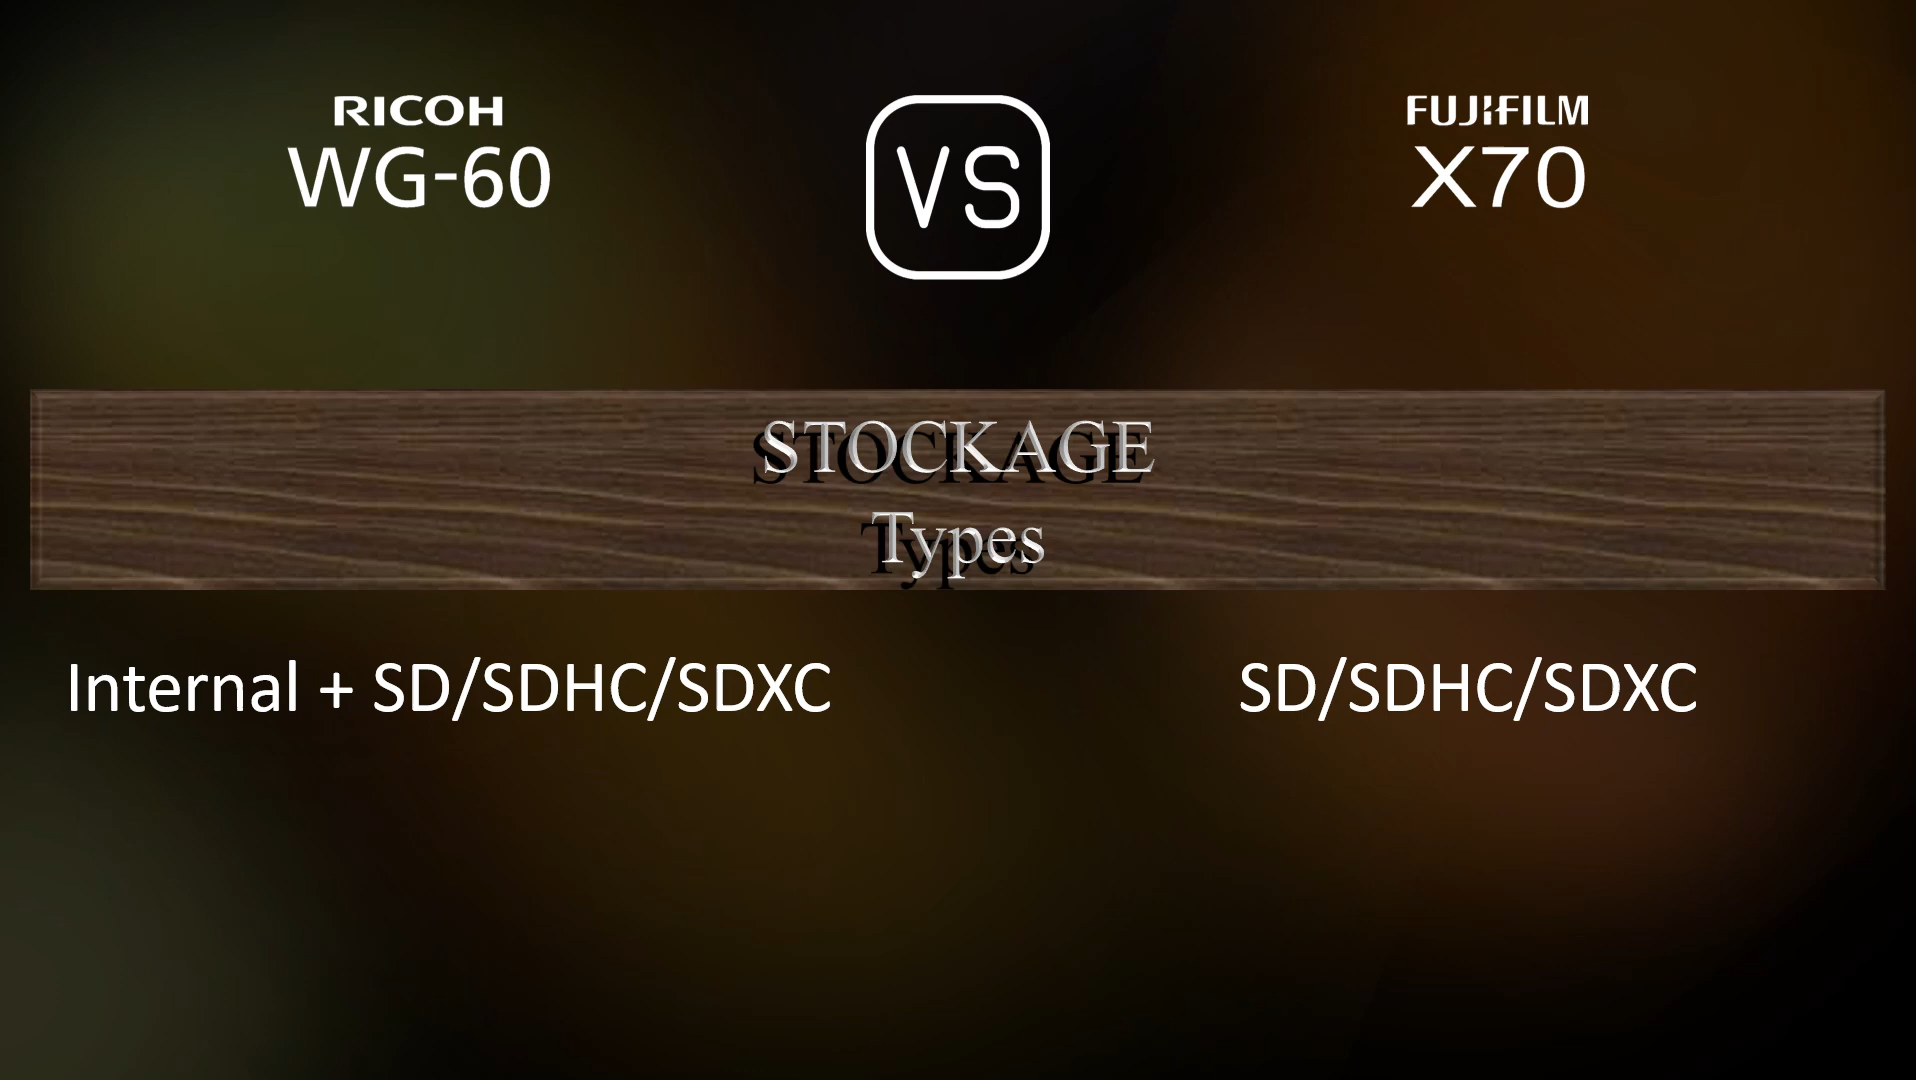 RICOH
WG-60
VS
FUJIFILM
X70
STOCKAGE
Types
Internal + SD/SDHC/SDXC
SD/SDHC/SDXC